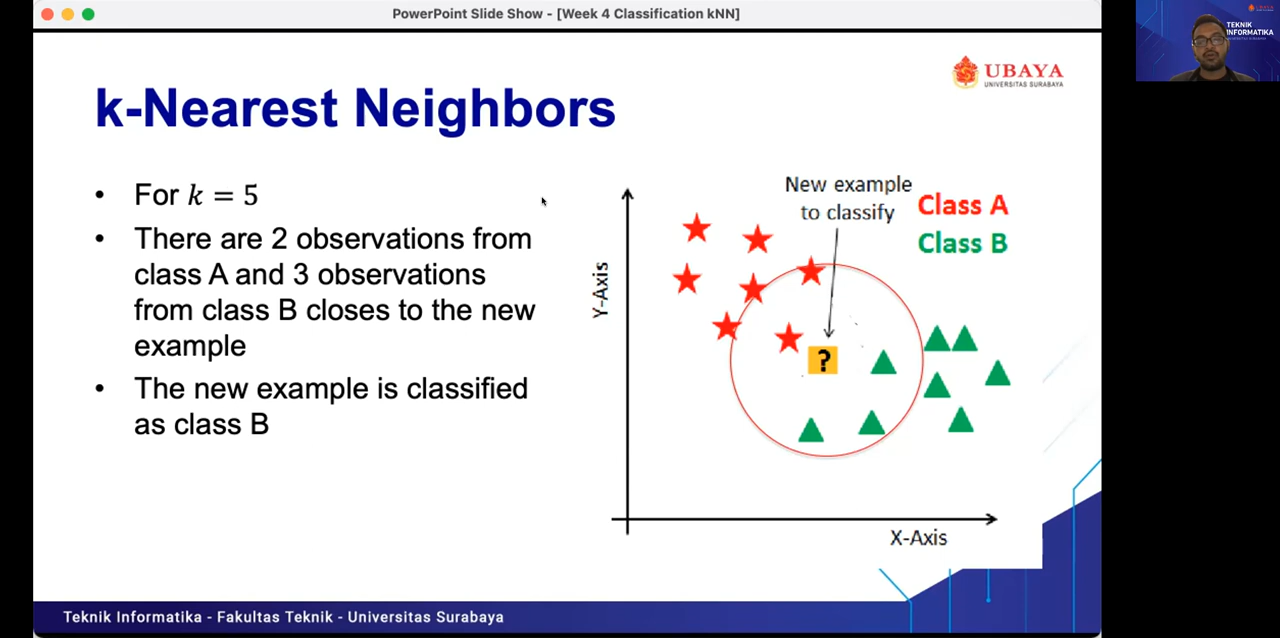 PowerPoint Slide Show - [Week 4 Classification kNN]
TEKNIK
INFORMATIKA
UBAYA
UNIVERSITAS SURABAYA
k-Nearest Neighbors
• For k = 5
• There are 2 observations from
class A and 3 observations
from class B closes to the new
example
• The new example is classified
as class B
New example
to classify
Class A
Class B
Y-Axis
?
X-Axis
Teknik Informatika - Fakultas Teknik - Universitas Surabaya